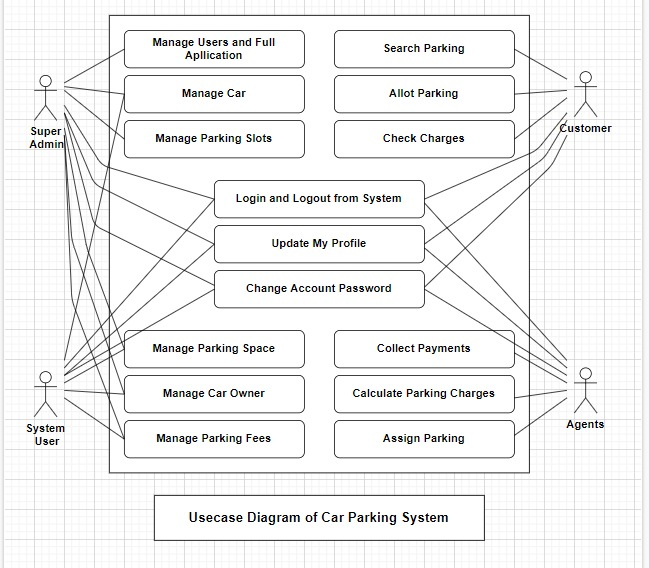 Manage Users and Full
Apllication
Search Parking
Manage Car
Allot Parking
Super
Admin
Customer
Manage Parking Slots
Check Charges
Login and Logout from System
Update My Profile
Change Account Password
Manage Parking Space
Collect Payments
Manage Car Owner
Calculate Parking Charges
System
User
Agents
Manage Parking Fees
Assign Parking
Usecase Diagram of Car Parking System